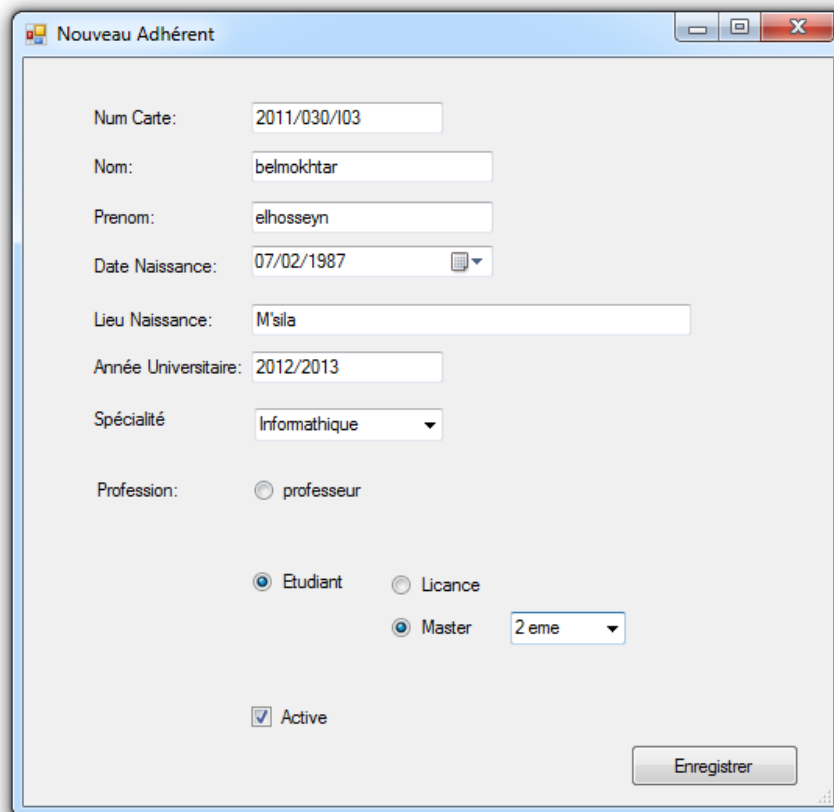 Nouveau Adhérent
Num Carte: 2011/030/I03
Nom: belmokhtar
Prenom: elhosseyn
Date Naissance: 07/02/1987
Lieu Naissance: M'sila
Année Universitaire: 2012/2013
Spécialité Informathique
Profession: professeur
Etudiant Licance
Master 2 eme
Active
Enregistrer